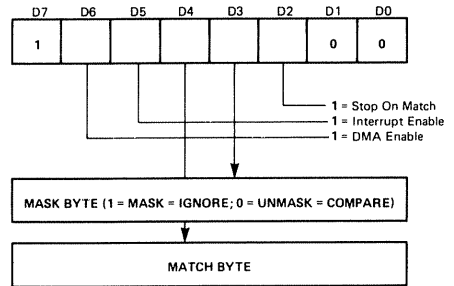 D7 D6 D5 D4 D3 D2 D1 D0
1 0 0
1 = Stop On Match
1 = Interrupt Enable
1 = DMA Enable
MASK BYTE (1 = MASK = IGNORE; 0 = UNMASK = COMPARE)
MATCH BYTE